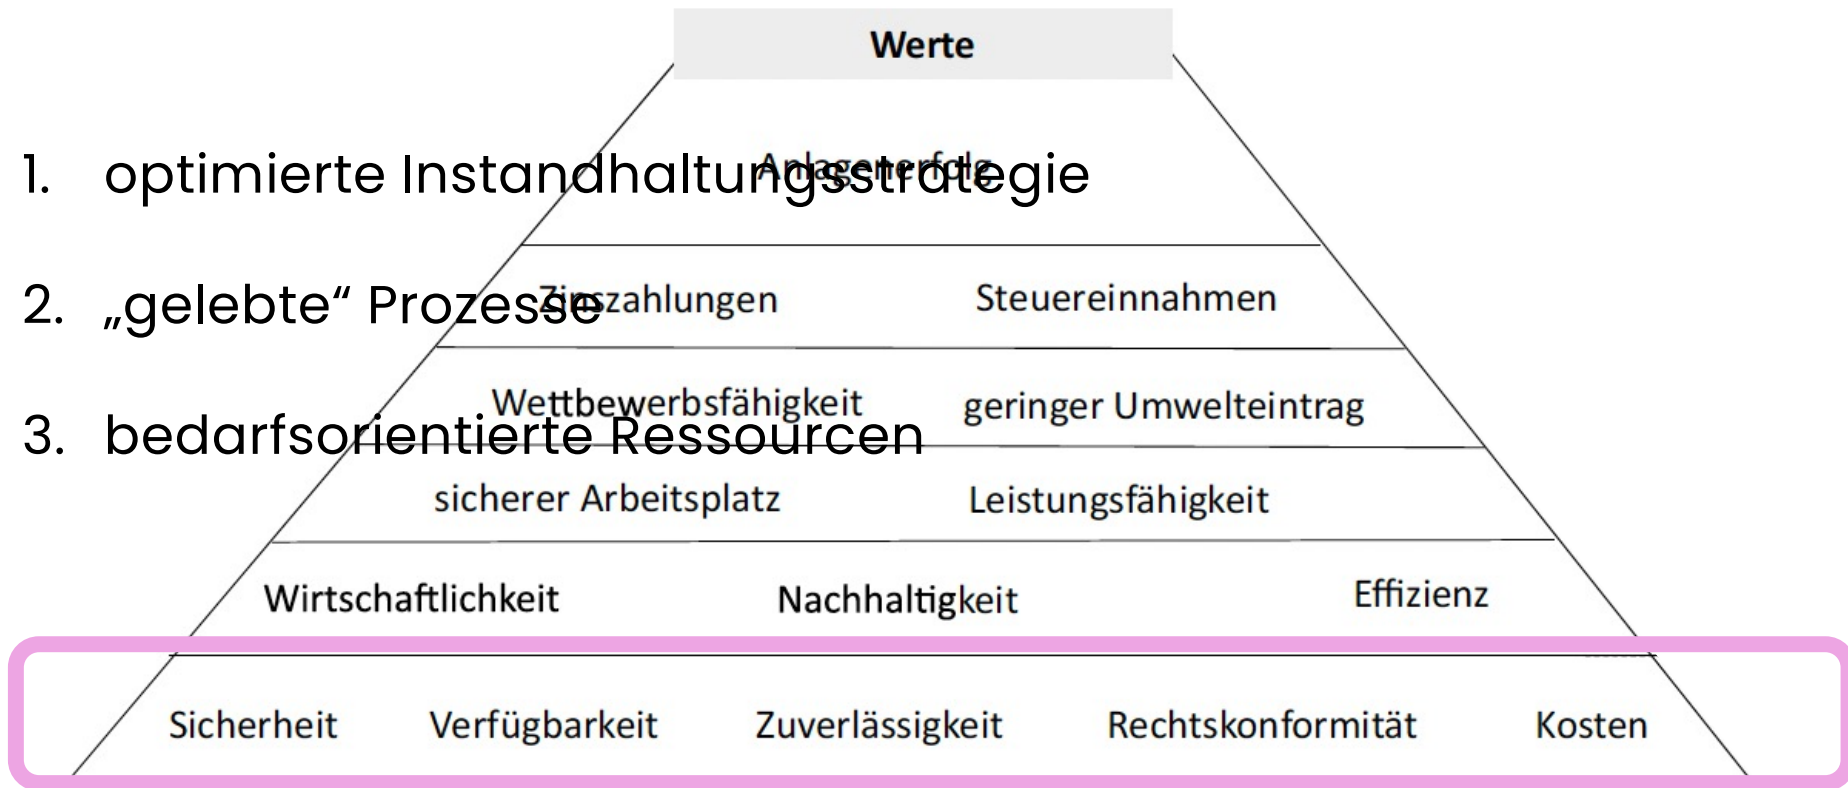 Werte
1. optimierte Instandhaltungsstrategie
Anlagenerfolg
2. „gelebte“ Prozesse
Zinszahlungen Steuereinnahmen
Wettbewerbsfähigkeit geringer Umwelteintrag
3. bedarfsorientierte Ressourcen
sicherer Arbeitsplatz Leistungsfähigkeit
Wirtschaftlichkeit Nachhaltigkeit Effizienz
Sicherheit Verfügbarkeit Zuverlässigkeit Rechtskonformität Kosten